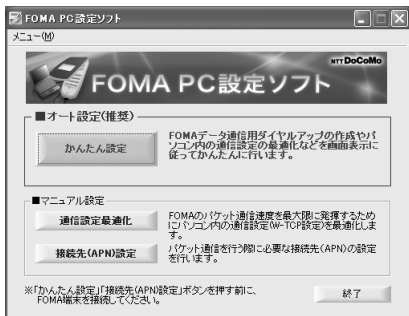 FOMA PC設定ソフト
メニュー(M)
NTT DoCoMo
FOMA PC設定ソフト
■オート設定(推奨)
かんたん設定
FOMAデータ通信用ダイヤルアップの作成やパ
ソコン内の通信設定の最適化などを画面表示に
従ってかんたんに行います。
■マニュアル設定
通信設定最適化
FOMAのパケット通信速度を最大限に発揮するため
にパソコン内の通信設定(W-TCP設定)を最適化しま
す。
接続先(APN)設定
パケット通信を行う際に必要な接続先(APN)の設定
を行います。
※「かんたん設定」「接続先(APN)設定」ボタンを押す前に、
FOMA端末を接続してください。
終了